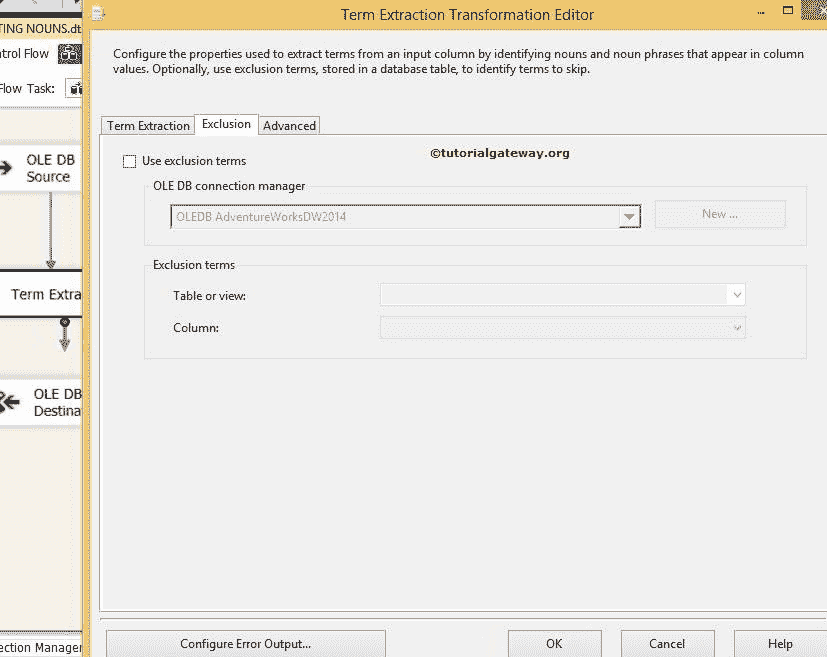 Term Extraction Transformation Editor
TING NOUNS.dt
Configure the properties used to extract terms from an input column by identifying nouns and noun phrases that appear in column
values. Optionally, use exclusion terms, stored in a database table, to identify terms to skip.
ntrol Flow
Flow Task:
Term Extraction
Exclusion
Advanced
©tutorialgateway.org
Use exclusion terms
OLE DB
Source
OLE DB connection manager
OLEDB AdventureWorksDW2014
New ...
Exclusion terms
Term Extra
Table or view:
Column:
OLE DB
Destina
Configure Error Output...
OK
Cancel
Help
ection Manager